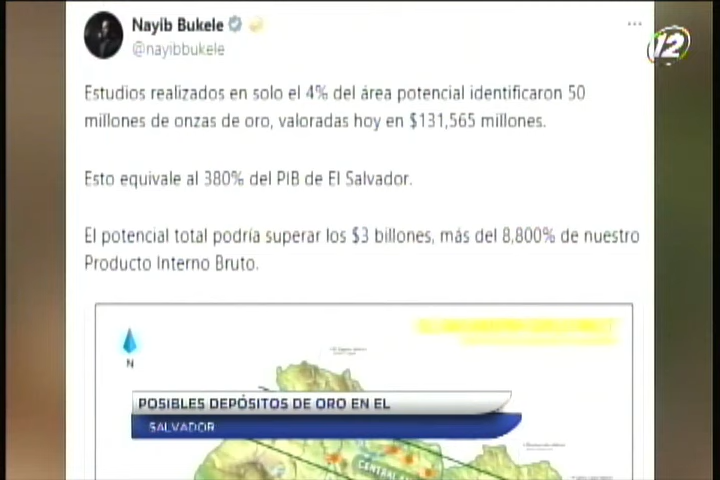 Nayib Bukele
@nayibbukele
12
Estudios realizados en solo el 4% del área potencial identificaron 50
millones de onzas de oro, valoradas hoy en $131,565 millones.
Esto equivale al 380% del PIB de El Salvador.
El potencial total podría superar los $3 billones, más del 8,800% de nuestro
Producto Interno Bruto.
N
POSIBLES DEPÓSITOS DE ORO EN EL
SALVADOR
CENTRAL